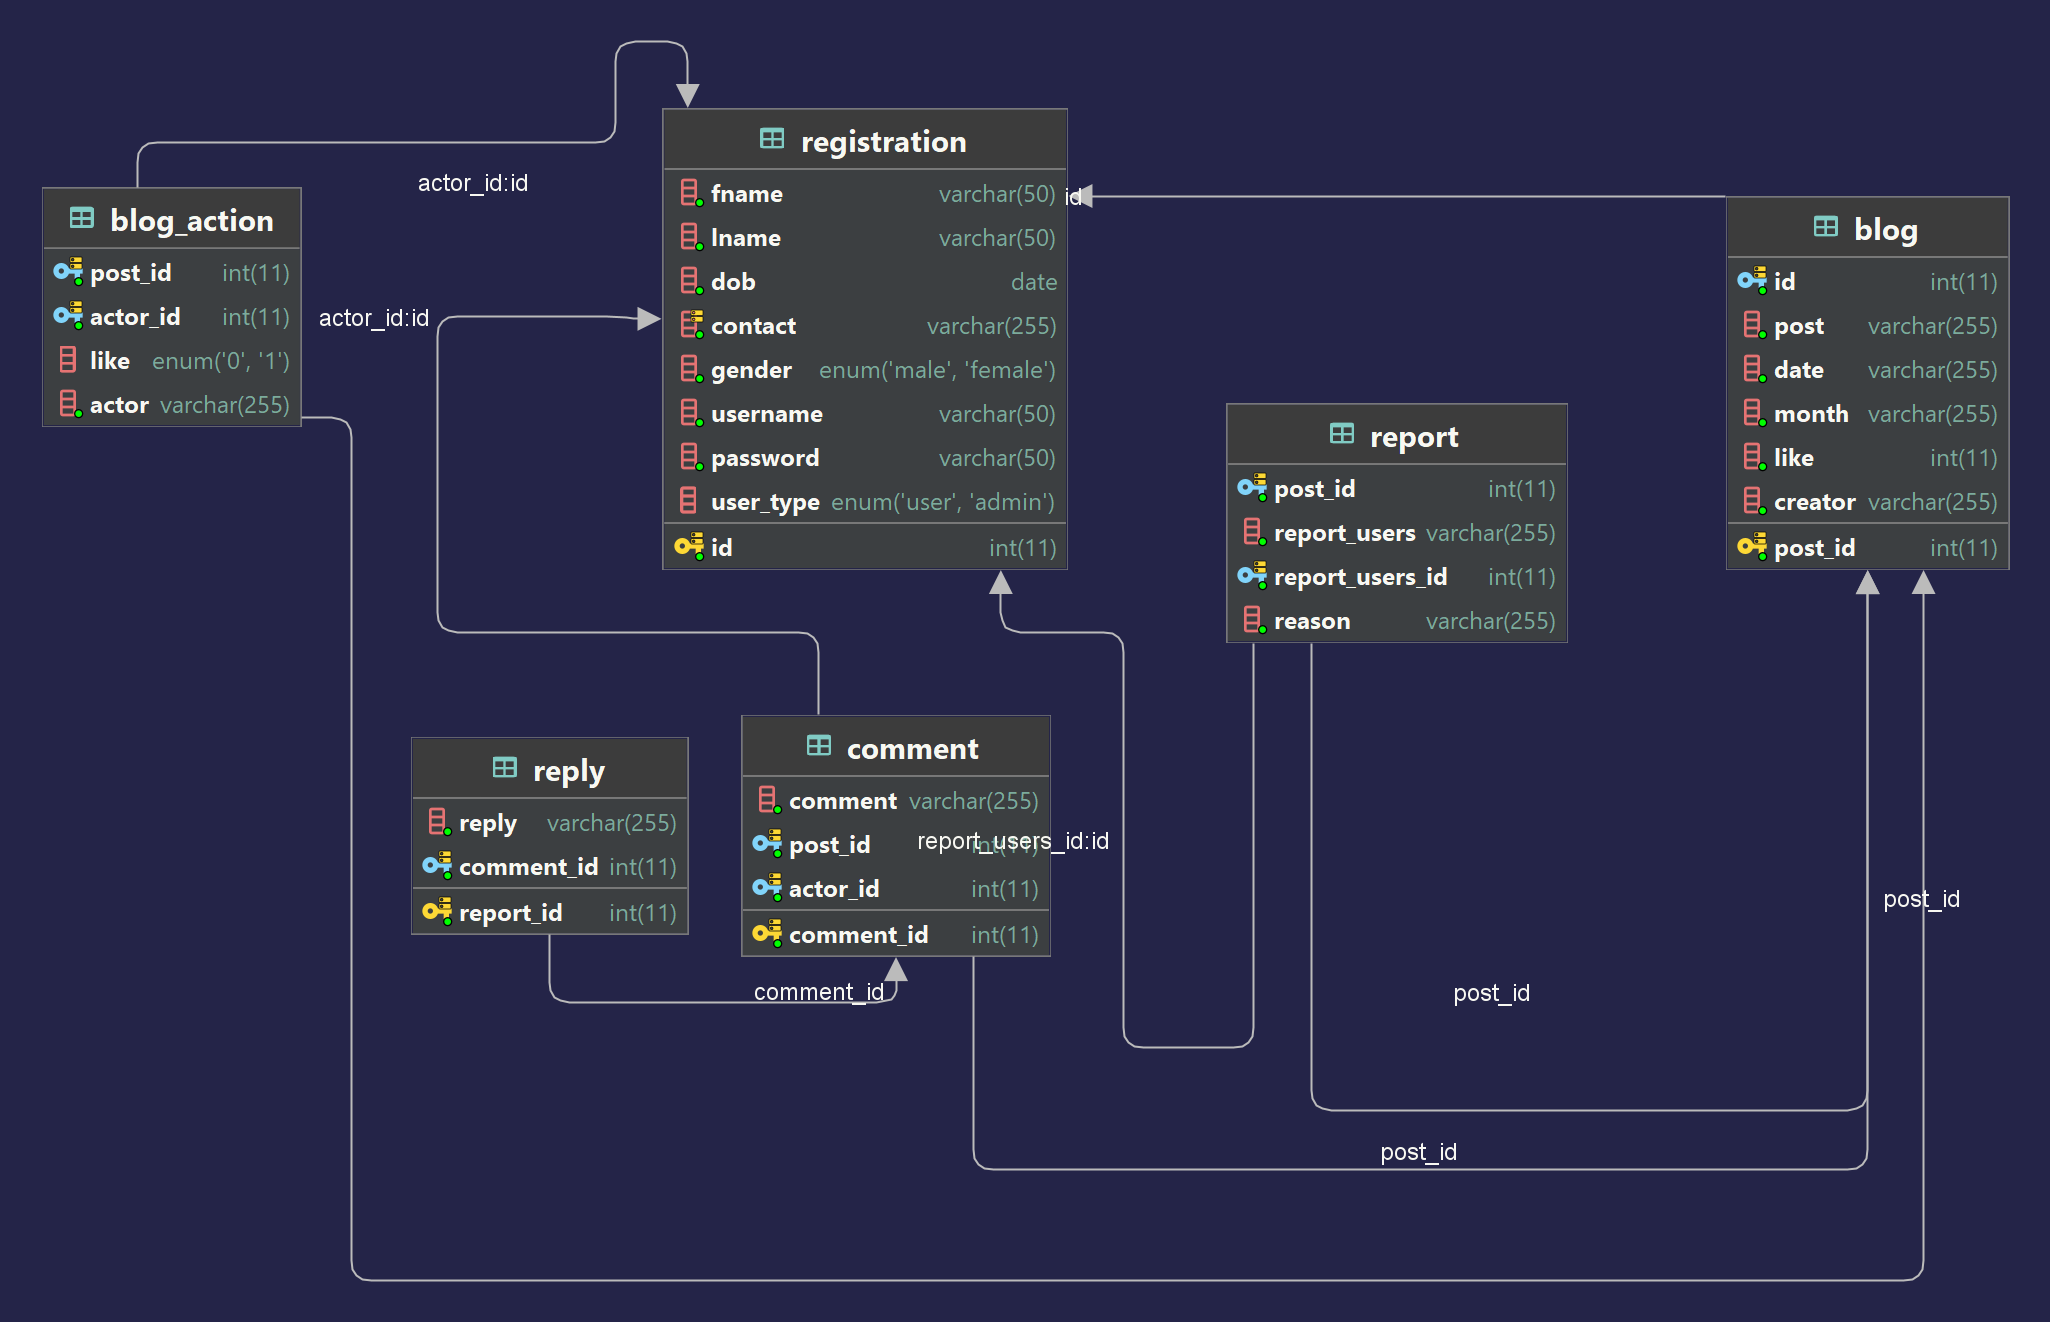 actor_id:id
blog_action
post_id int(11)
actor_id int(11)
like enum('0', '1')
actor varchar(255)
actor_id:id
registration
fname varchar(50)
lname varchar(50)
dob date
contact varchar(255)
gender enum('male', 'female')
username varchar(50)
password varchar(50)
user_type enum('user', 'admin')
id int(11)
id
blog
id int(11)
post varchar(255)
date varchar(255)
month varchar(255)
like int(11)
creator varchar(255)
post_id int(11)
report
post_id int(11)
report_users varchar(255)
report_users_id int(11)
reason varchar(255)
reply
reply varchar(255)
comment_id int(11)
report_id int(11)
comment
comment varchar(255)
post_id int(11)
report_users_id:id
actor_id int(11)
comment_id int(11)
comment_id
post_id
post_id
post_id